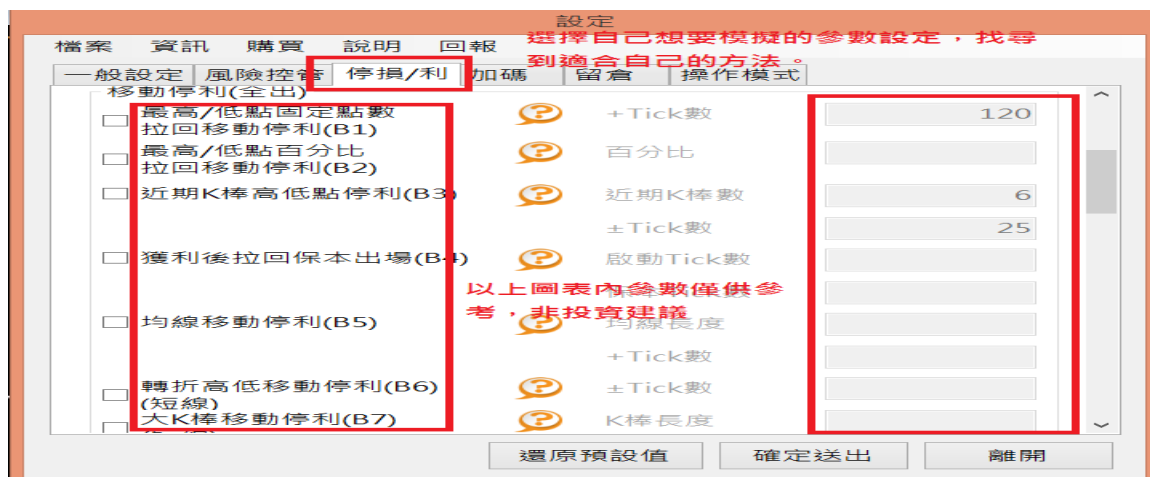 設定
檔案 資訊 購買 說明 回報
選擇自己想要模擬的參數設定，找尋
到適合自己的方法。
一般設定 風險控管 停損/利 加碼 留倉 操作模式
移動停利(全出)
最高/低點固定點數
拉回移動停利(B1)
+Tick數 120
最高/低點百分比
拉回移動停利(B2)
百分比
近期K棒高低點停利(B3) 近期K棒數 6
±Tick數 25
獲利後拉回保本出場(B4) 啟動Tick數
以上圖表內參數僅供參
考，非投資建議
均線移動停利(B5) 均線長度
+Tick數
轉折高低移動停利(B6)
(短線)
±Tick數
大K棒移動停利(B7) K棒長度
還原預設值 確定送出 離開